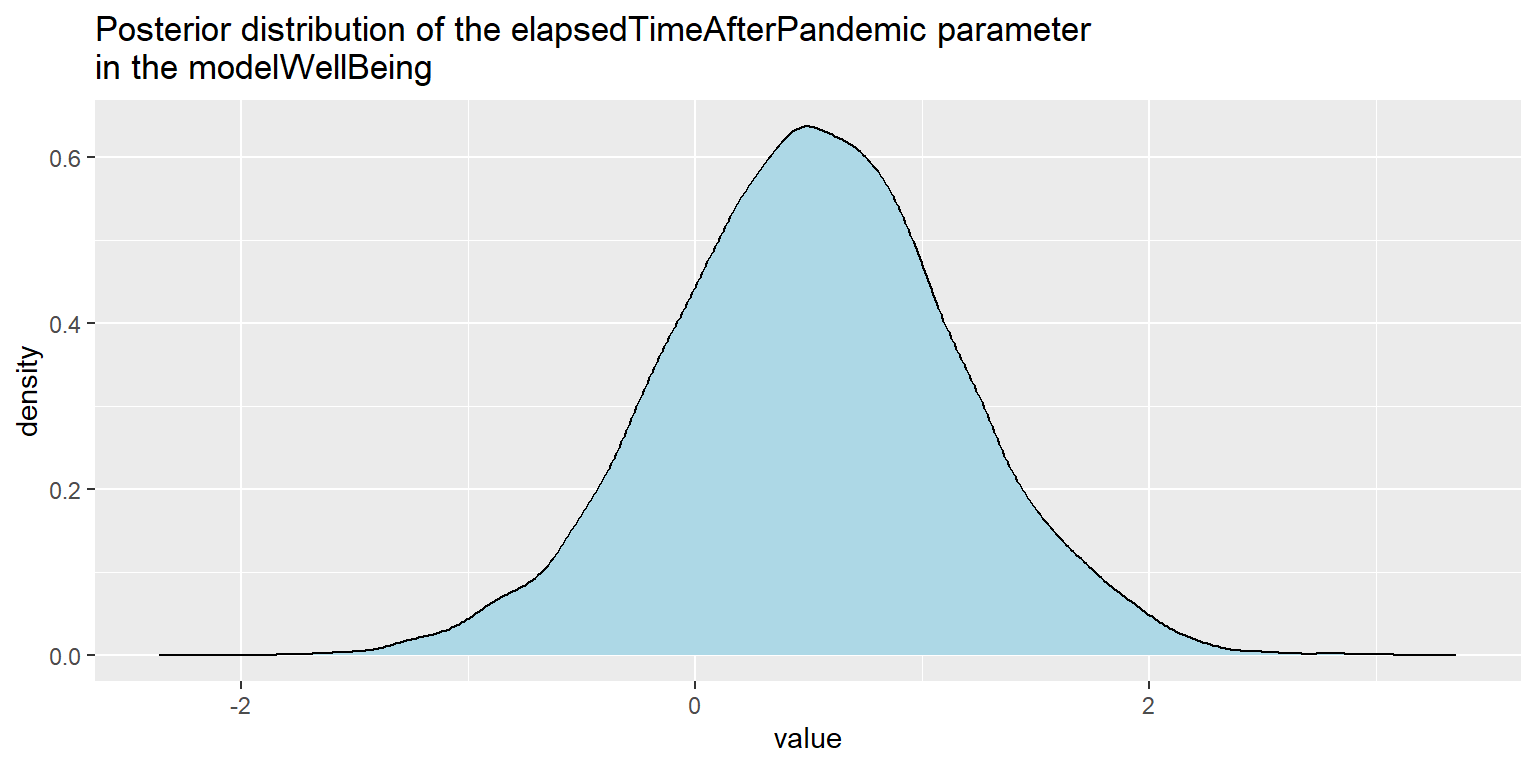 Posterior distribution of the elapsedTimeAfterPandemic parameter
in the modelWellBeing
0.6
0.4
0.2
0.0
density
-2
0
2
value